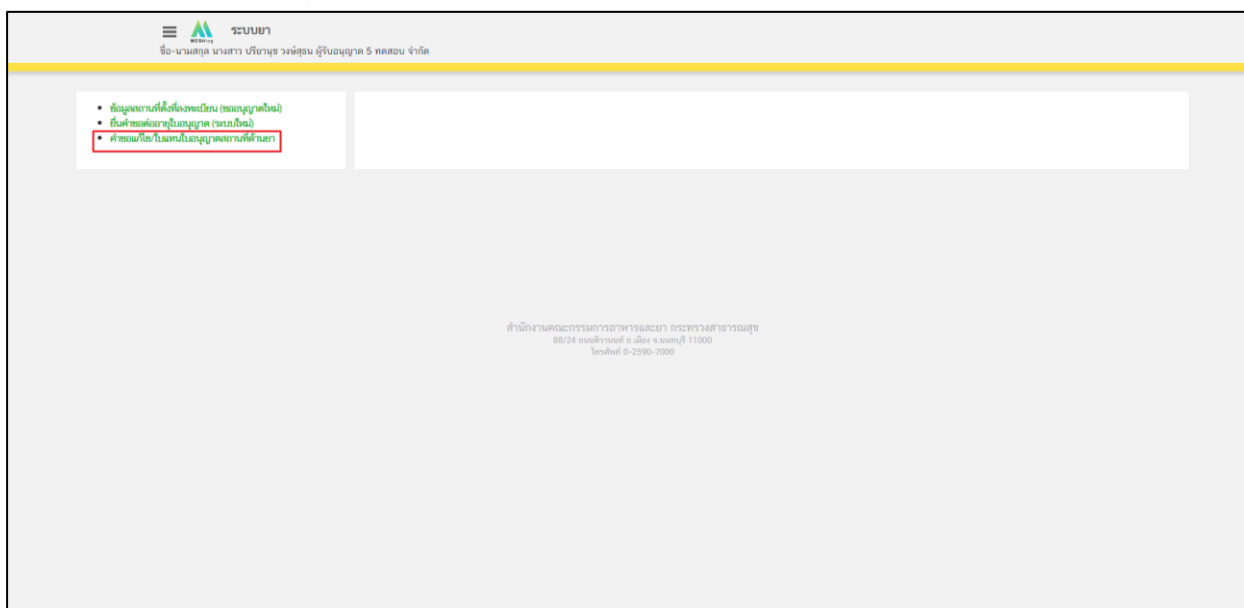 ระบบยา
MESHlog
ชื่อ-นามสกุล นางสาว ปรียานุช วงษ์สุธน ผู้รับอนุญาต 5 ทดสอบ จำกัด
ข้อมูลสถานที่ตั้งที่ลงทะเบียน (ขออนุญาตใหม่)
ยื่นคำขอต่ออายุใบอนุญาต (ระบบใหม่)
คำขอแก้ไข/ใบแทนใบอนุญาตสถานที่ด้านยา
สำนักงานคณะกรรมการอาหารและยา กระทรวงสาธารณสุข
88/24 ถนนติวานนท์ อ.เมือง จ.นนทบุรี 11000
โทรศัพท์ 0-2590-7000